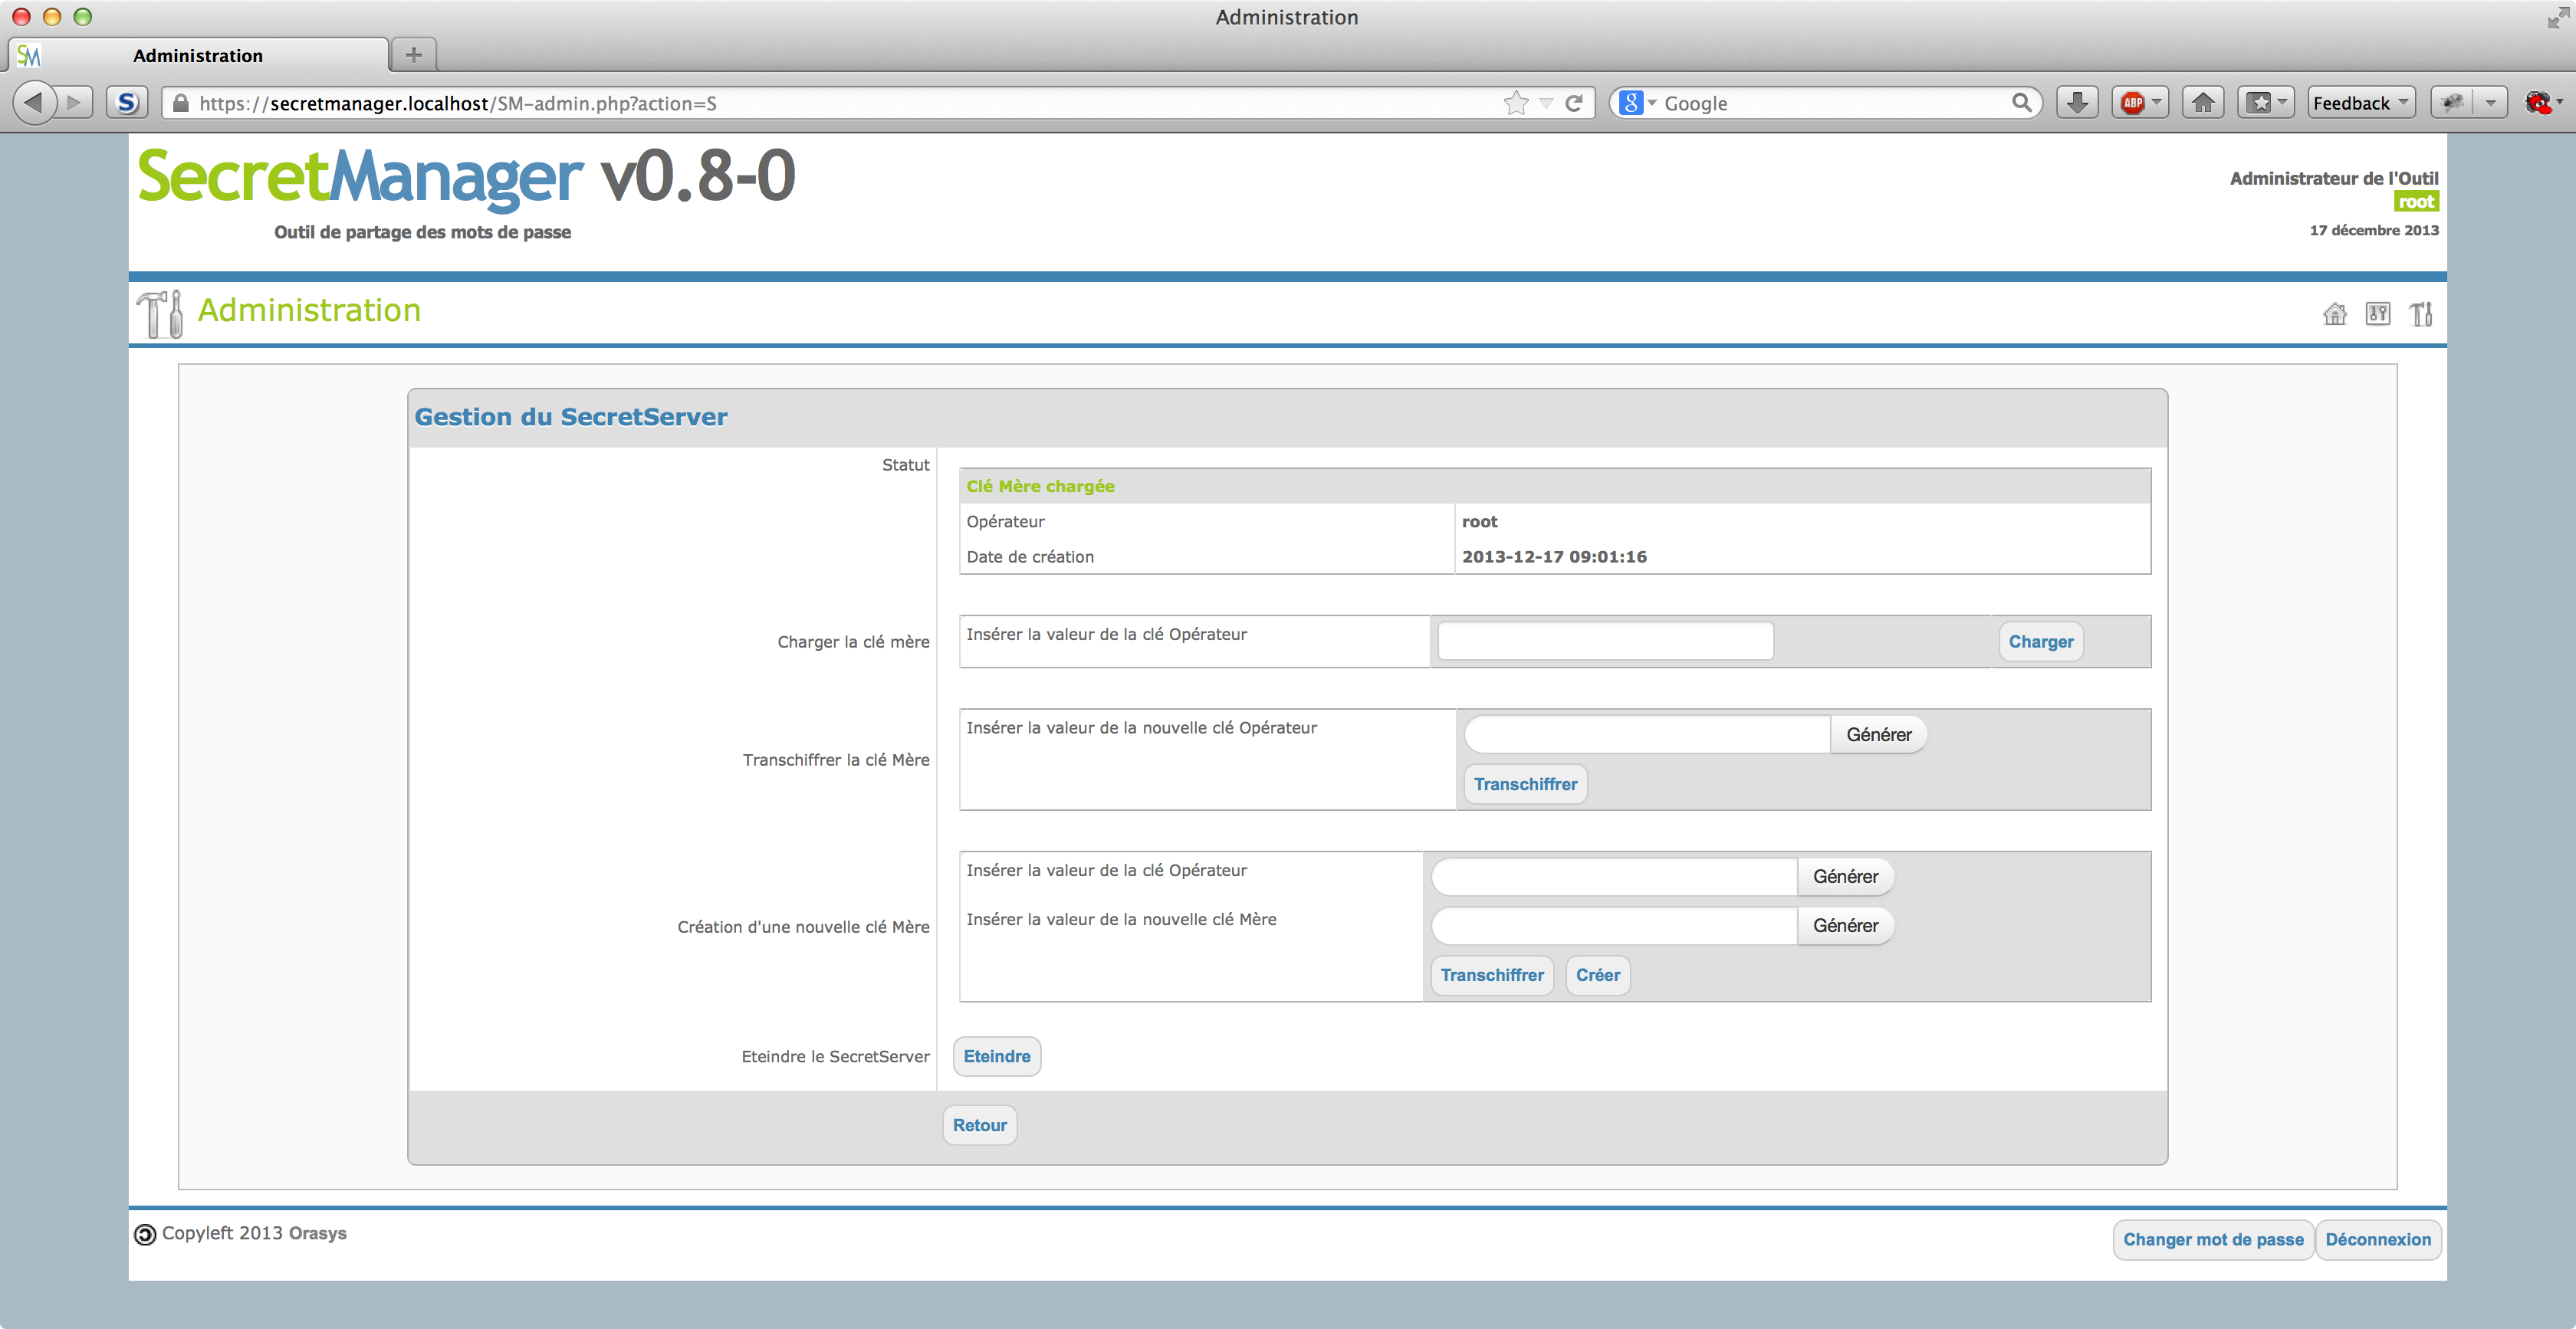 Administration
SM Administration +
S https://secretmanager.localhost/SM-admin.php?action=S 8 Google ABP Feedback
SecretManager v0.8-0
Outil de partage des mots de passe
Administrateur de l'Outil
root
17 décembre 2013
Administration
Gestion du SecretServer
Statut
Clé Mère chargée
Opérateur root
Date de création 2013-12-17 09:01:16
Charger la clé mère Insérer la valeur de la clé Opérateur Charger
Transchiffrer la clé Mère Insérer la valeur de la nouvelle clé Opérateur Générer
Transchiffrer
Création d'une nouvelle clé Mère Insérer la valeur de la clé Opérateur Générer
Insérer la valeur de la nouvelle clé Mère Générer
Transchiffrer Créer
Eteindre le SecretServer Eteindre
Retour
Copyleft 2013 Orasys Changer mot de passe Déconnexion